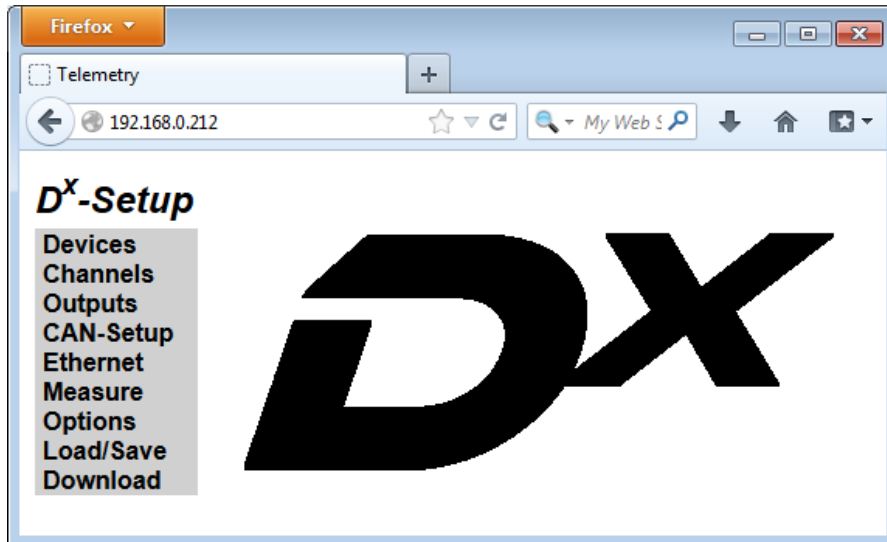 Firefox
Telemetry
192.168.0.212
My Web S
Dx-Setup
Devices
Channels
Outputs
CAN-Setup
Ethernet
Measure
Options
Load/Save
Download
DX